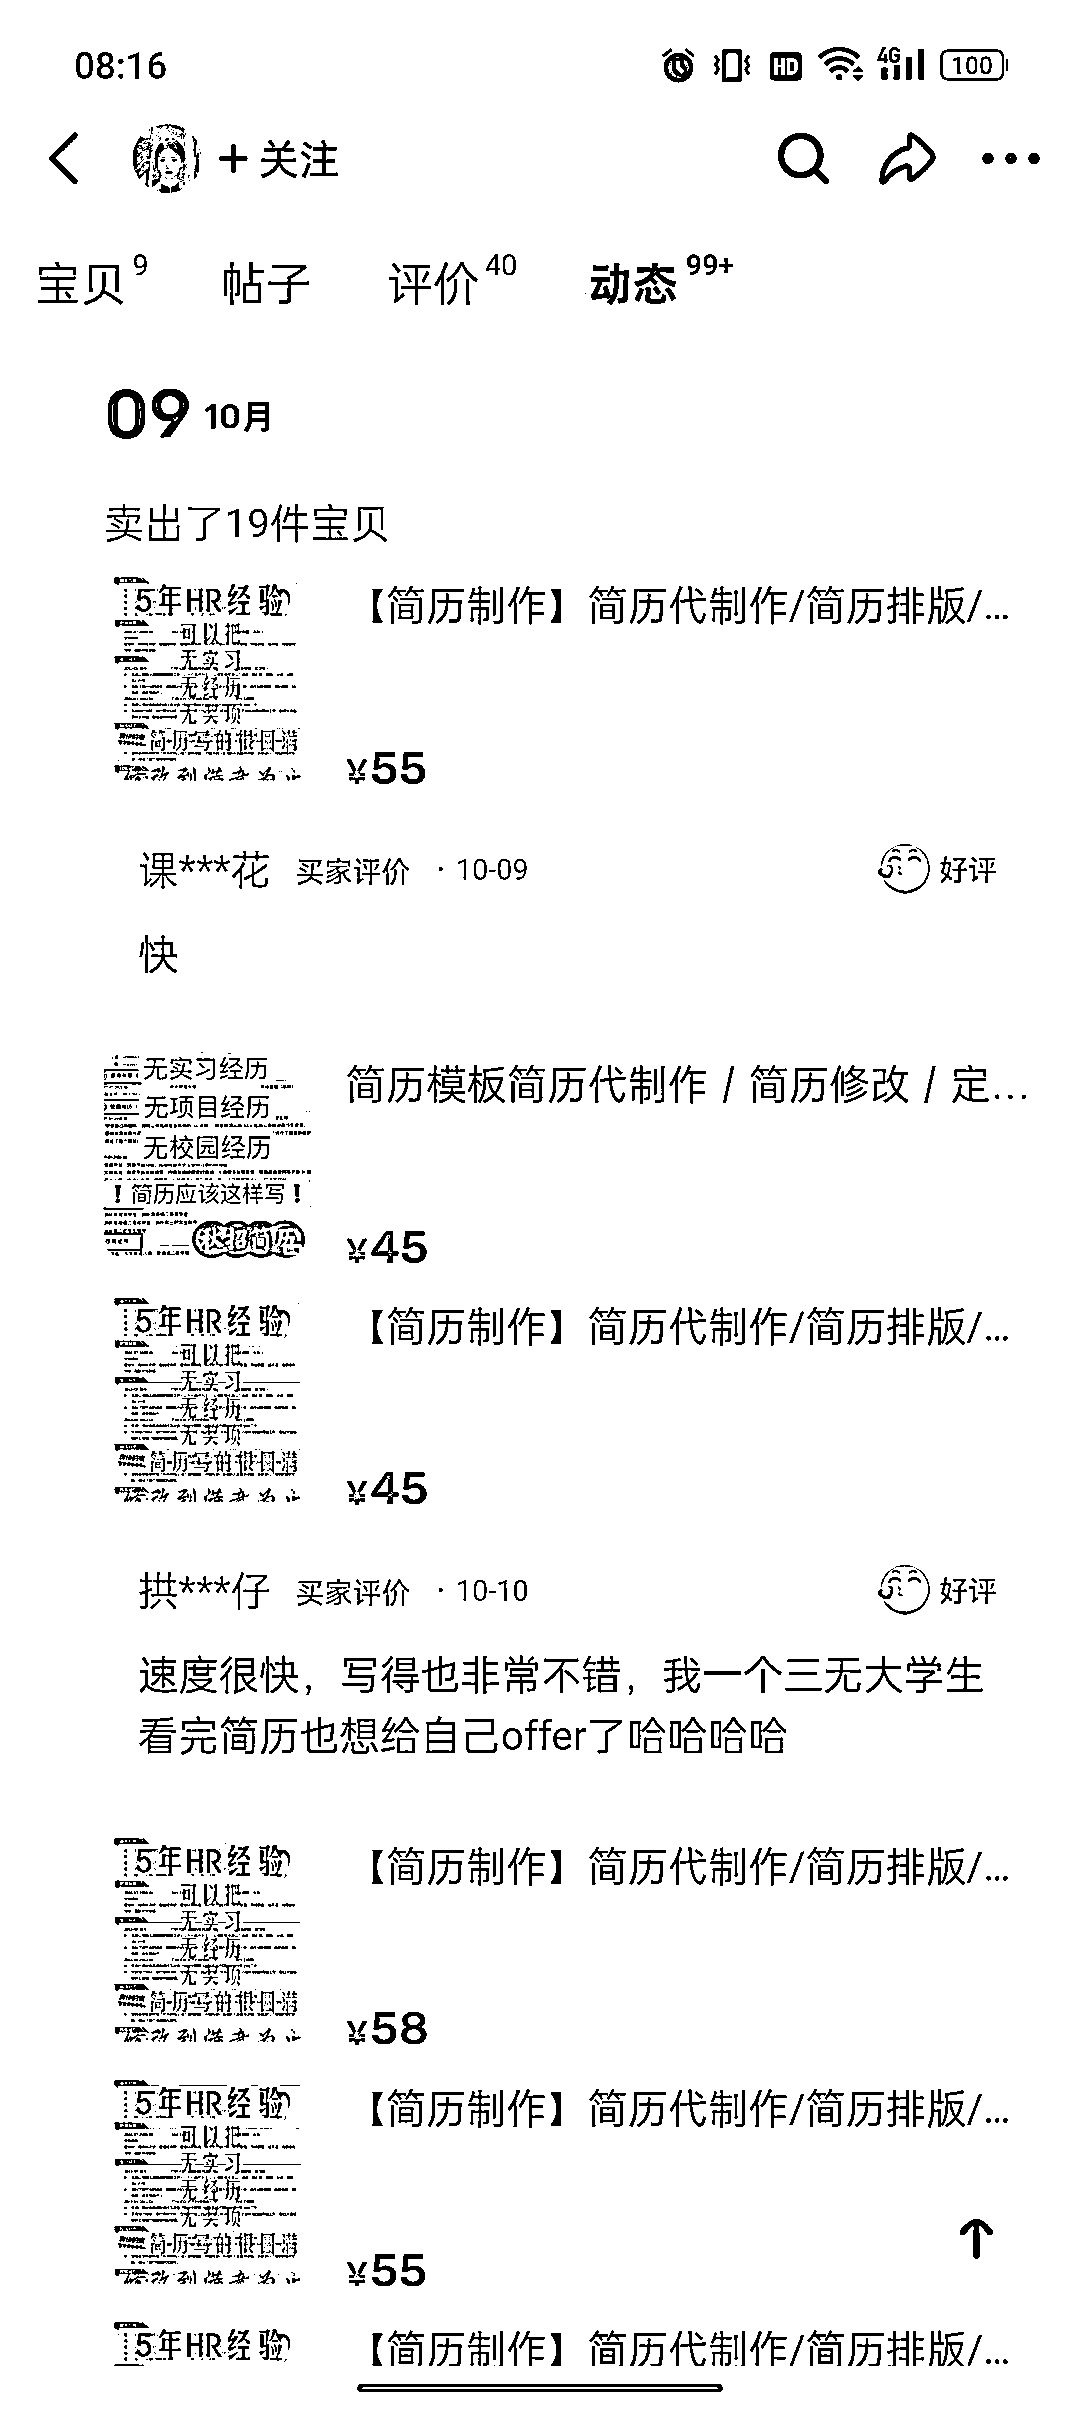 08:16
HD 4G 100
+ 关注
宝贝 9 帖子 评价 40 动态 99+
09 10月
卖出了19件宝贝
5年HR经验
可以把
无实习
无经历
无奖项
简历写的很圆满
【简历制作】简历代制作/简历排版/...
¥55
课***花 买家评价 · 10-09 好评
快
无实习经历
无项目经历
无校园经历
！简历应该这样写！
秋招简历
简历模板简历代制作 / 简历修改 / 定...
¥45
5年HR经验
可以把
无实习
无经历
无奖项
简历写的很圆满
【简历制作】简历代制作/简历排版/...
¥45
拱***仔 买家评价 · 10-10 好评
速度很快，写得也非常不错，我一个三无大学生
看完简历也想给自己offer了哈哈哈哈
5年HR经验
可以把
无实习
无经历
无奖项
简历写的很圆满
【简历制作】简历代制作/简历排版/...
¥58
5年HR经验
可以把
无实习
无经历
无奖项
简历写的很圆满
【简历制作】简历代制作/简历排版/...
¥55
5年HR经验
【简历制作】简历代制作/简历排版/...